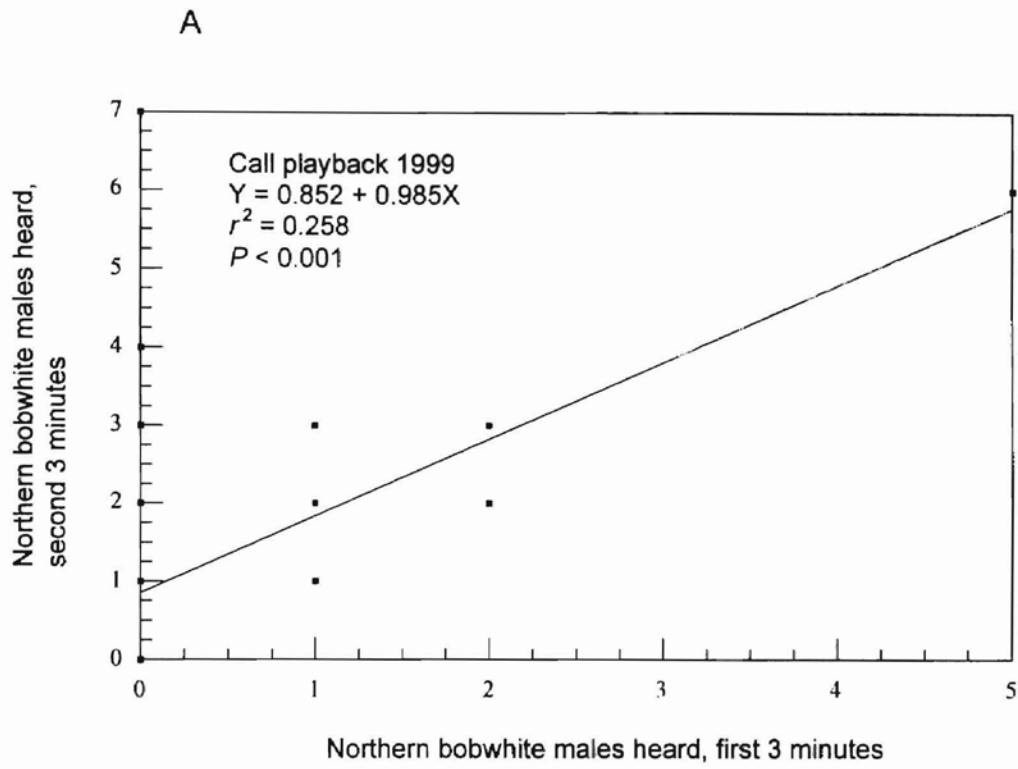 A
Call playback 1999
Y = 0.852 + 0.985X
r² = 0.258
P < 0.001
Northern bobwhite males heard,
second 3 minutes
7
6
5
4
3
2
1
0
0 1 2 3 4 5
Northern bobwhite males heard, first 3 minutes